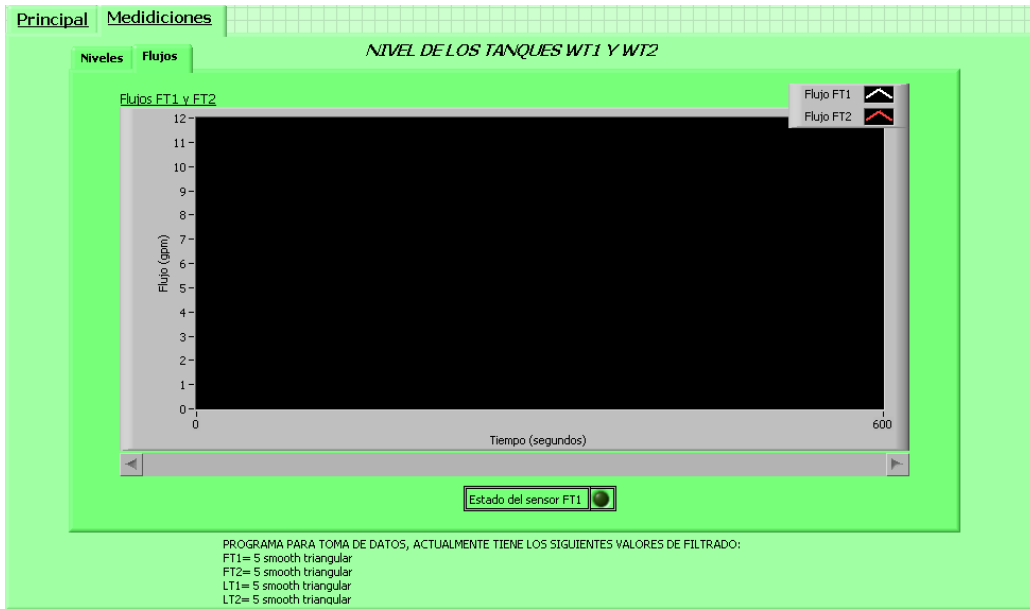 Principal Medidiciones
NIVEL DE LOS TANQUES WT1 Y WT2
Niveles Flujos
Flujos FT1 y FT2
Flujo FT1
Flujo FT2
12
11
10
9
8
7
6
5
4
3
2
1
0
Flujo (gpm)
0 600
Tiempo (segundos)
Estado del sensor FT1
PROGRAMA PARA TOMA DE DATOS, ACTUALMENTE TIENE LOS SIGUIENTES VALORES DE FILTRADO:
FT1= 5 smooth triangular
FT2= 5 smooth triangular
LT1= 5 smooth triangular
LT2= 5 smooth triangular